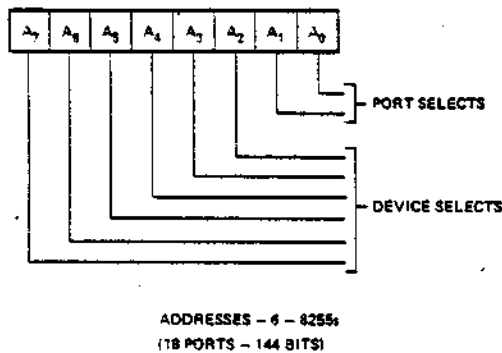 A7 A6 A5 A4 A3 A2 A1 A0
PORT SELECTS
DEVICE SELECTS
ADDRESSES – 6 – 8255s
(18 PORTS – 144 BITS)